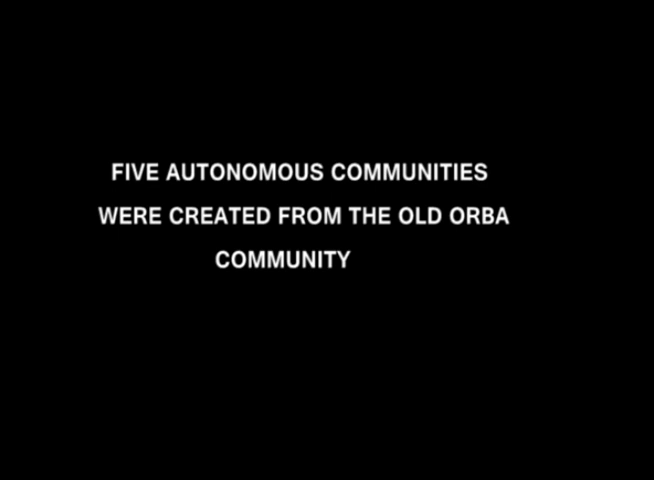 FIVE AUTONOMOUS COMMUNITIES
WERE CREATED FROM THE OLD ORBA
COMMUNITY